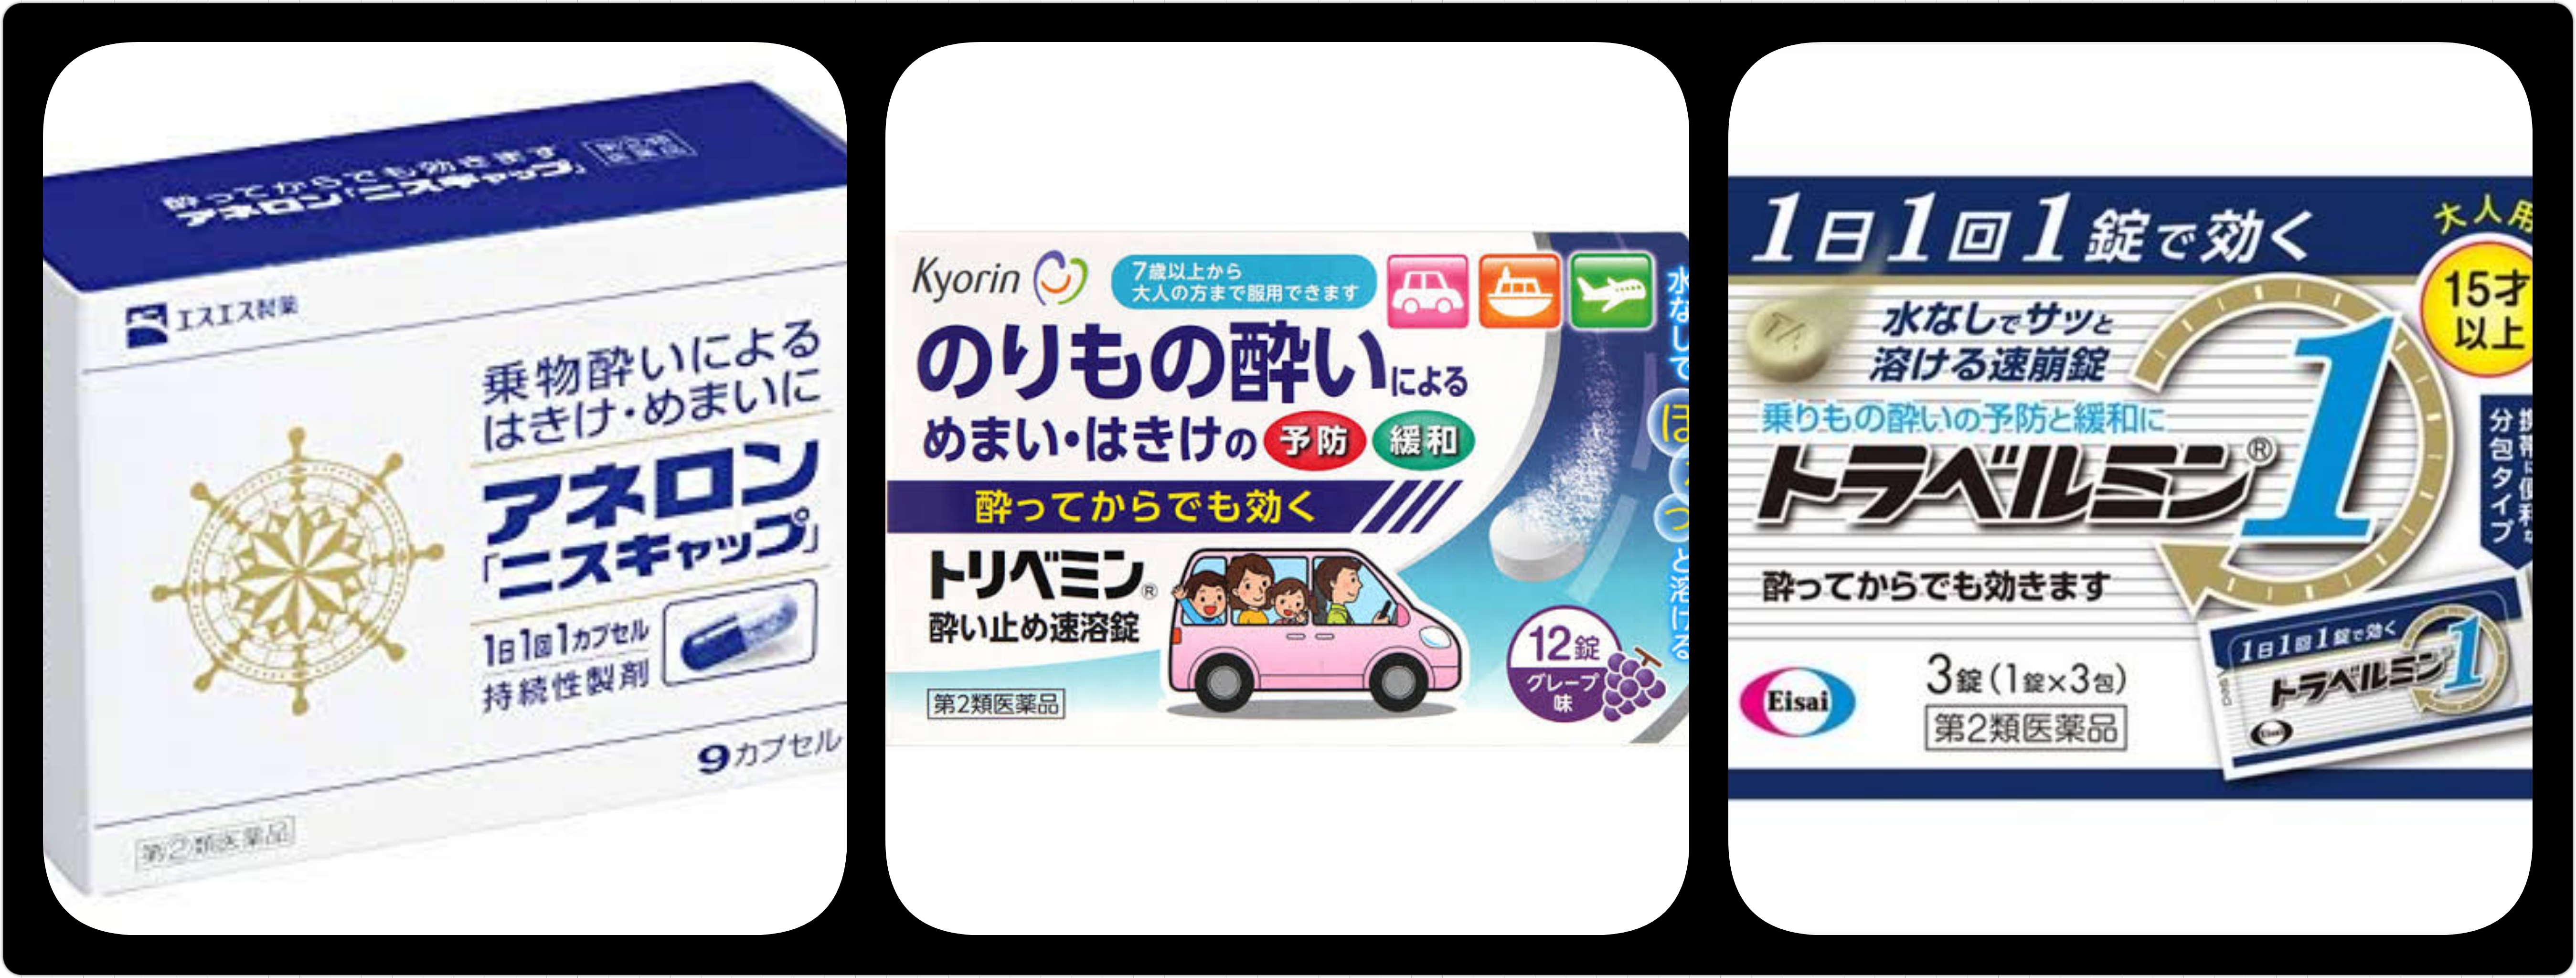 酔ってからでも効きます
アネロン「ニスキャップ」
第②類医薬品
エスエス製薬
乗物酔いによる
はきけ・めまいに
アネロン
「ニスキャップ」
1日1回1カプセル
持続性製剤
9カプセル
第②類医薬品
Kyorin
7歳以上から
大人の方まで服用できます
のりもの酔いによる
めまい・はきけの 予防 緩和
酔ってからでも効く
トリベミン®
酔い止め速溶錠
12錠
グレープ
味
第2類医薬品
水なしで
と溶ける
1日1回1錠で効く
大人用
15才
以上
水なしでサッと
溶ける速崩錠
乗りもの酔いの予防と緩和に
トラベルミン®1
携帯に便利な
分包タイプ
酔ってからでも効きます
Eisai
3錠(1錠×3包)
第2類医薬品
1日1回1錠で効く
トラベルミン1
Eisai